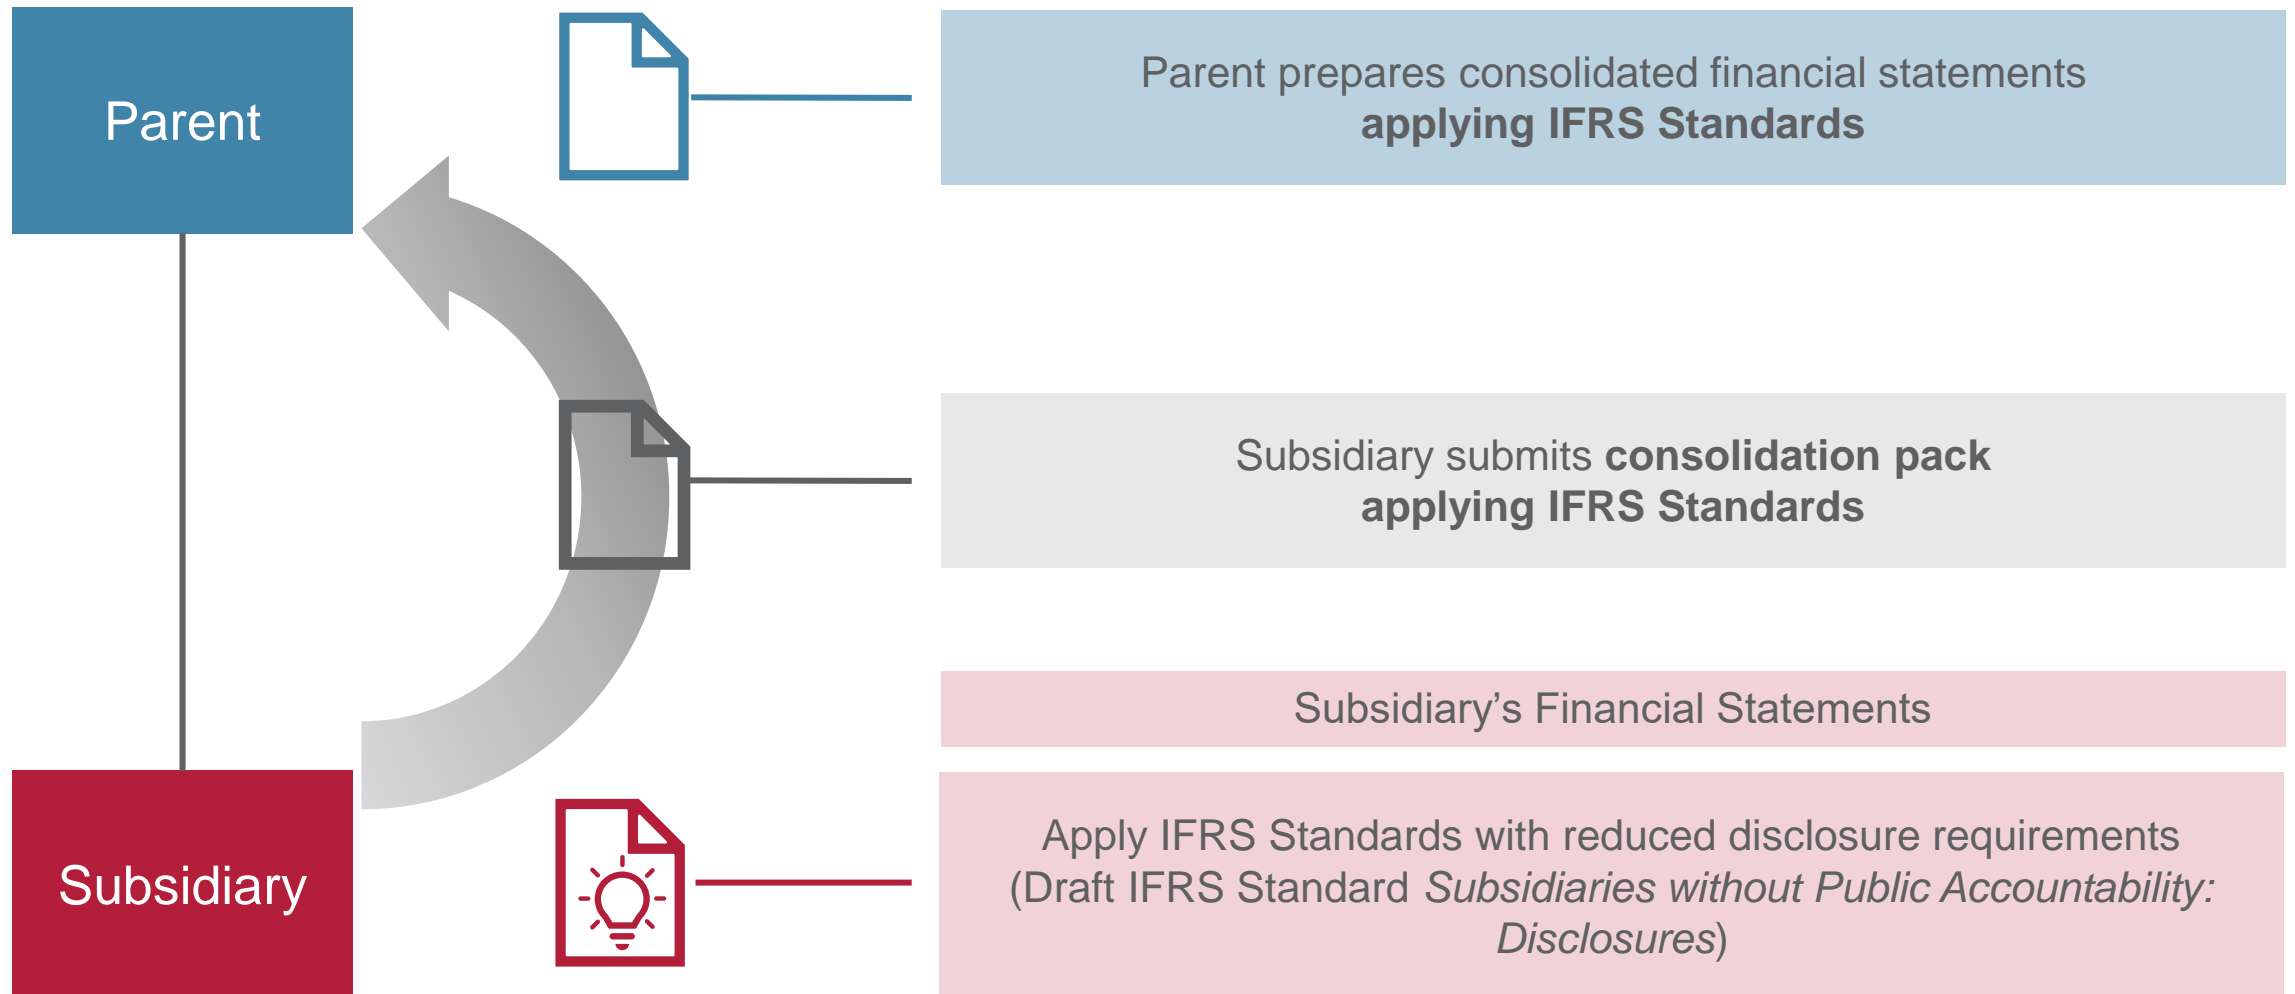 Parent
Parent prepares consolidated financial statements
applying IFRS Standards
Subsidiary submits consolidation pack
applying IFRS Standards
Subsidiary’s Financial Statements
Subsidiary
Apply IFRS Standards with reduced disclosure requirements
(Draft IFRS Standard Subsidiaries without Public Accountability:
Disclosures)